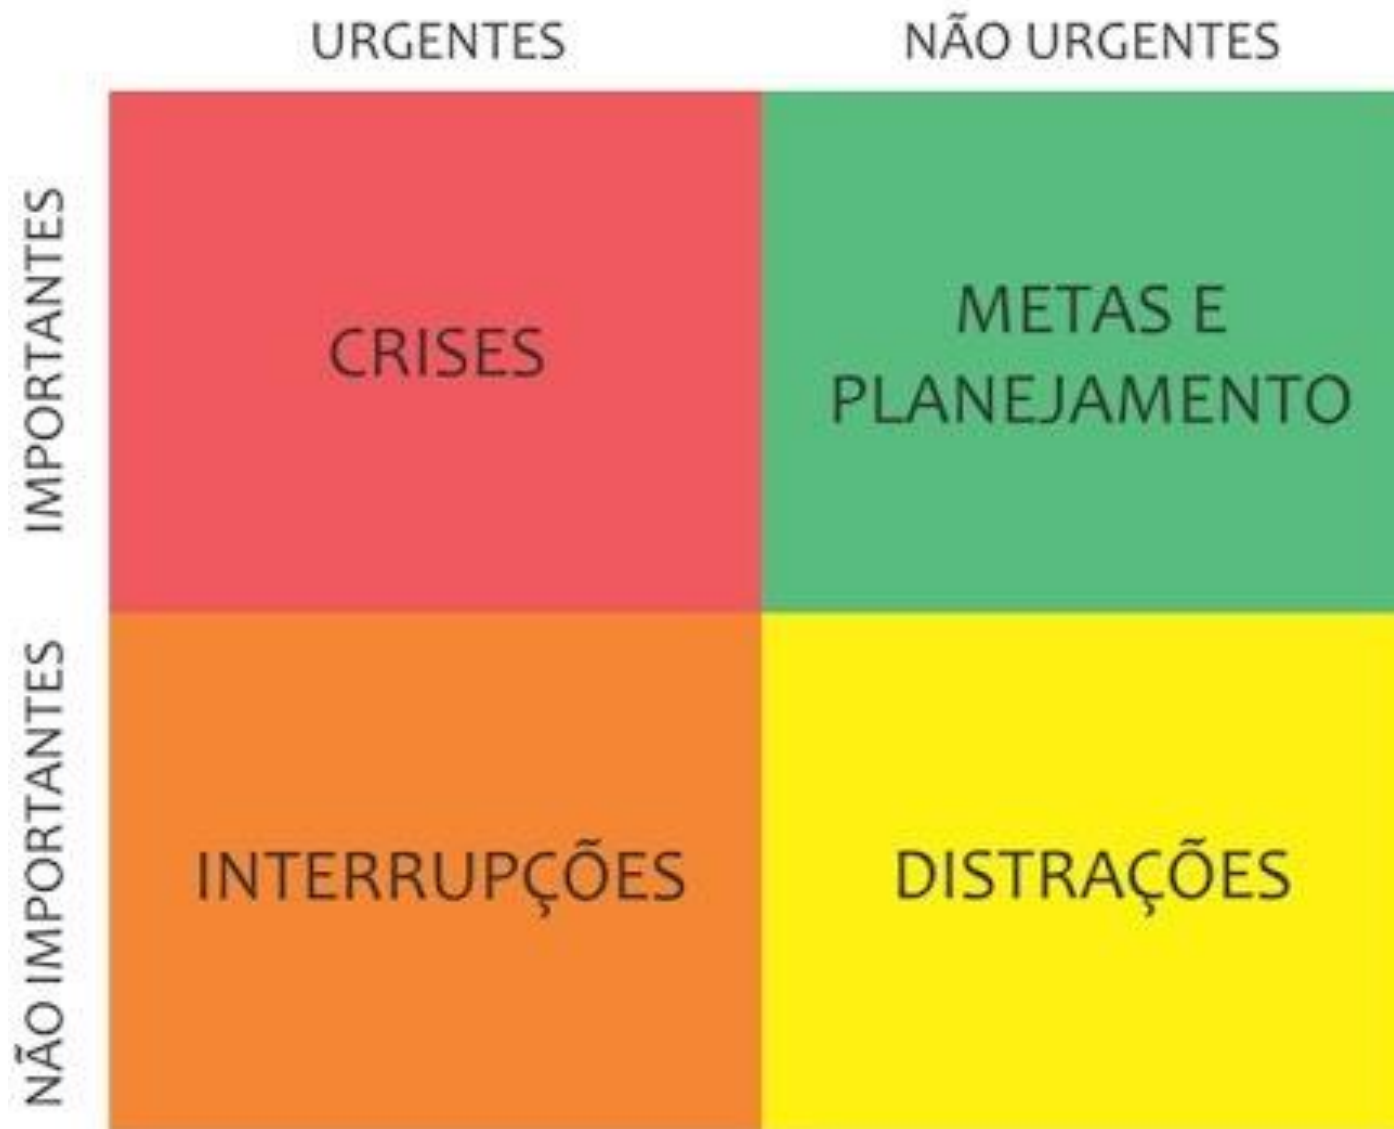 URGENTES
NÃO URGENTES
IMPORTANTES
CRISES
METAS E
PLANEJAMENTO
NÃO IMPORTANTES
INTERRUPÇÕES
DISTRAÇÕES